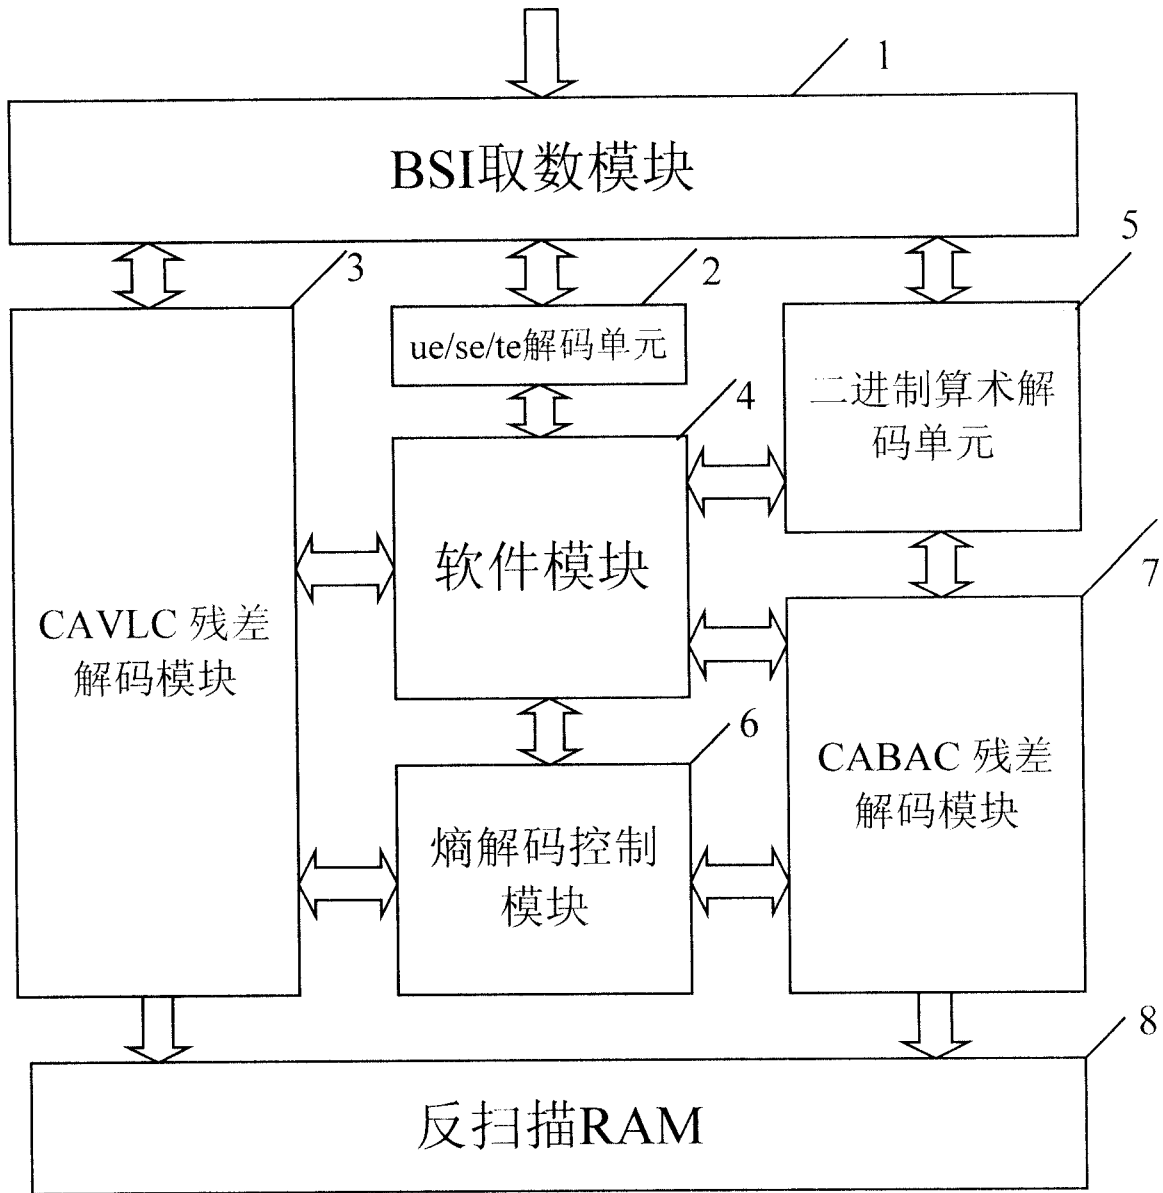 1
BSI取数模块
5
3
2
ue/se/te解码单元
二进制算术解
码单元
4
软件模块
7
CAVLC 残差
解码模块
6
CABAC 残差
解码模块
熵解码控制
模块
8
反扫描RAM